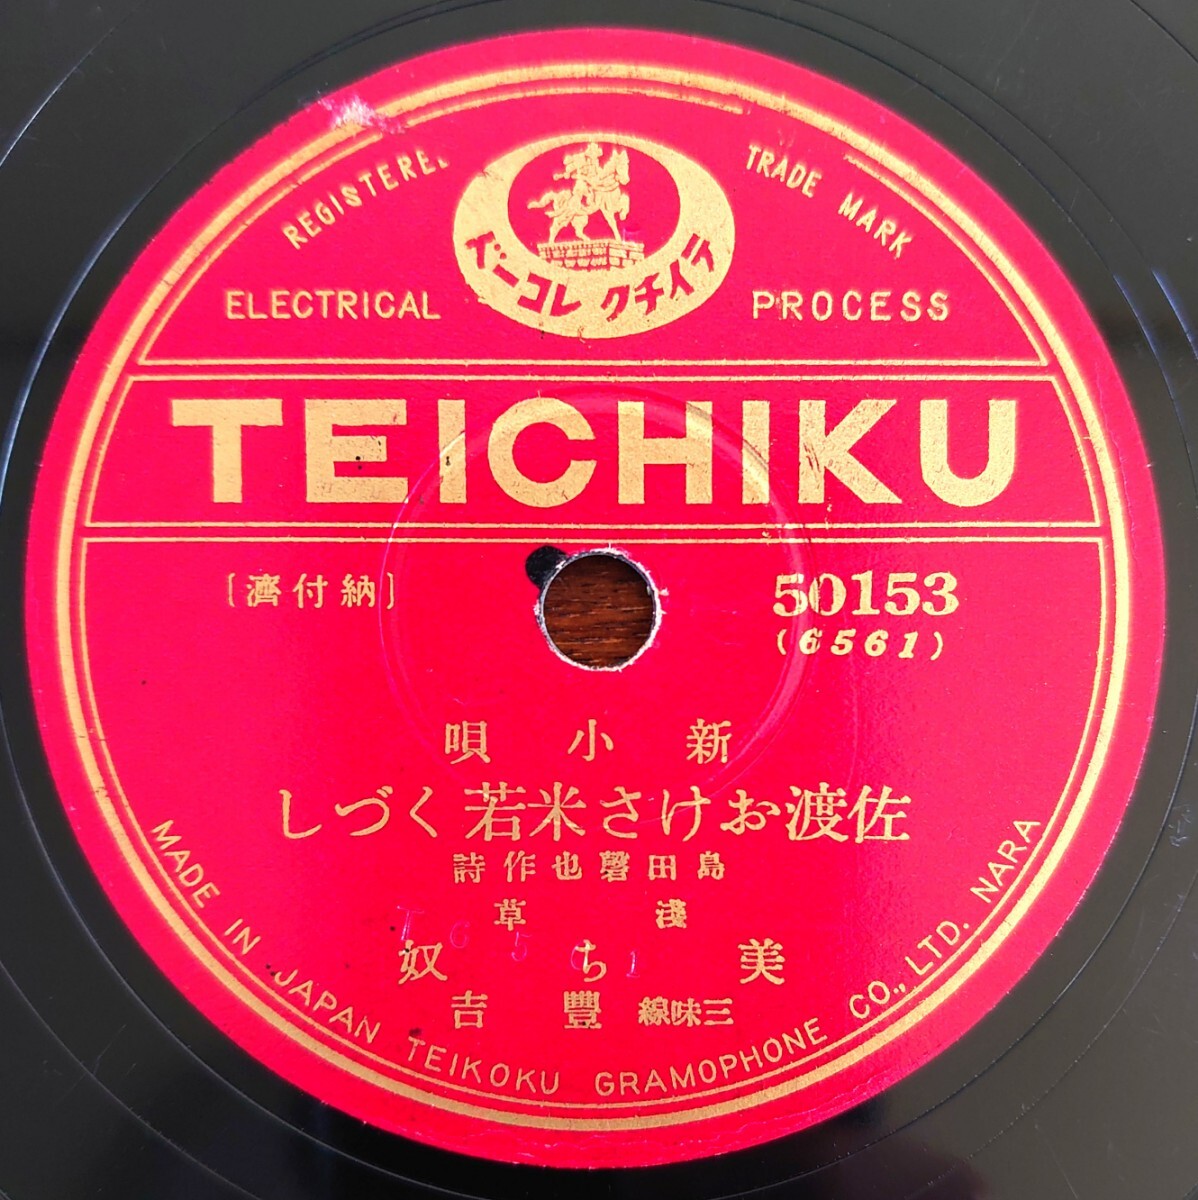 REGISTERED TRADE MARK
テイチクレコード
ELECTRICAL PROCESS
TEICHIKU
50153
(6561)
[納付濟]
新小唄
佐渡おけさ米若くづし
島田磬也作詩
淺草
美ち奴
三味線 豐吉
T6561
MADE IN JAPAN TEIKOKU GRAMOPHONE CO., LTD. NARA